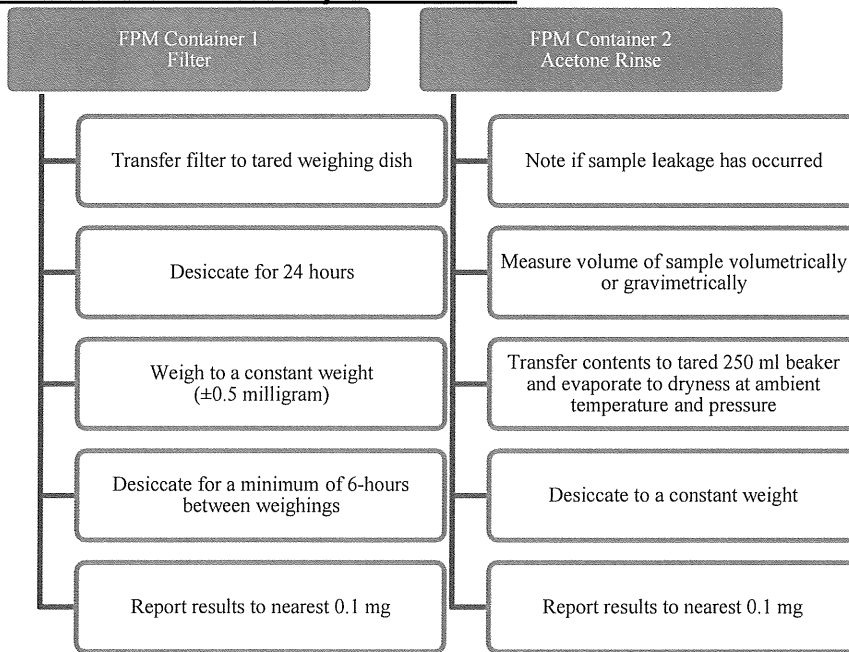 FPM Container 1
Filter
Transfer filter to tared weighing dish
Desiccate for 24 hours
Weigh to a constant weight
(±0.5 milligram)
Desiccate for a minimum of 6-hours
between weighings
Report results to nearest 0.1 mg
FPM Container 2
Acetone Rinse
Note if sample leakage has occurred
Measure volume of sample volumetrically
or gravimetrically
Transfer contents to tared 250 ml beaker
and evaporate to dryness at ambient
temperature and pressure
Desiccate to a constant weight
Report results to nearest 0.1 mg